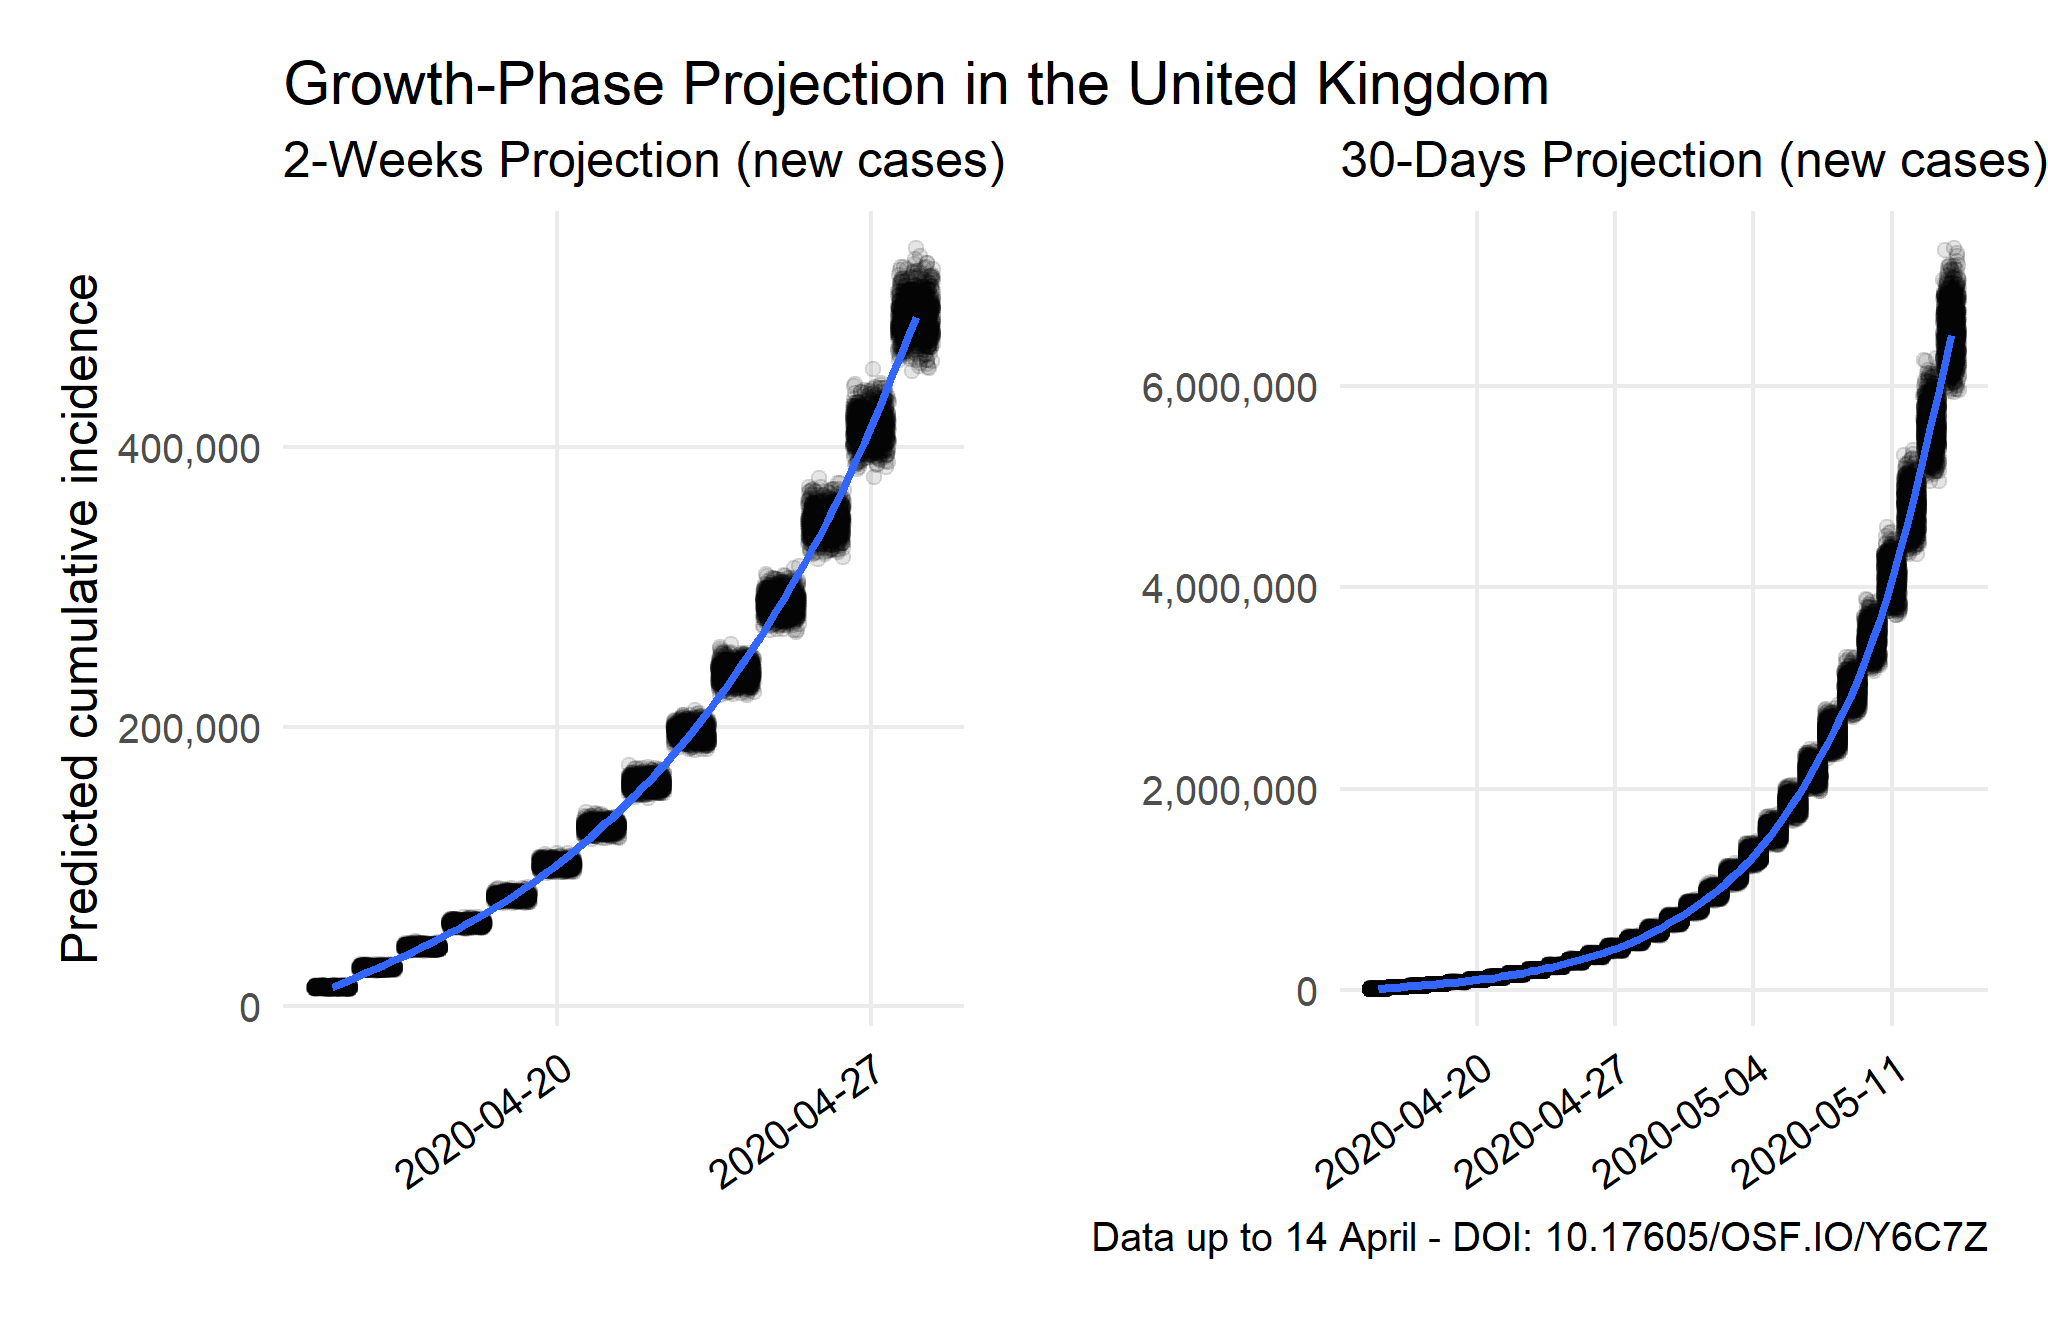 Growth-Phase Projection in the United Kingdom
2-Weeks Projection (new cases)
30-Days Projection (new cases)
Predicted cumulative incidence
400,000
200,000
0
2020-04-20
2020-04-27
6,000,000
4,000,000
2,000,000
0
2020-04-20
2020-04-27
2020-05-04
2020-05-11
Data up to 14 April - DOI: 10.17605/OSF.IO/Y6C7Z